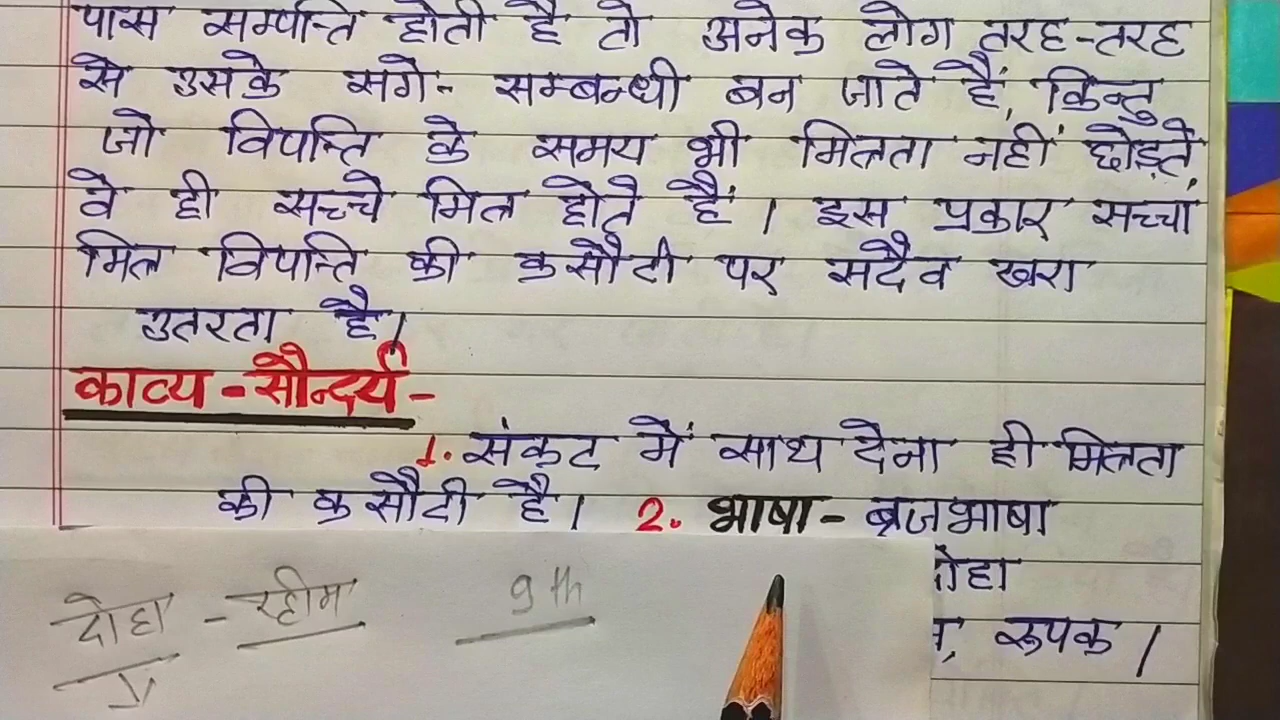 पास सम्पत्ति होती है तो अनेक लोग तरह-तरह
से उसके सगे- सम्बन्धी बन जाते हैं, किन्तु
जो विपत्ति के समय भी मित्रता नहीं छोड़ते,
वे ही सच्चे मित्र होते हैं। इस प्रकार सच्चा
मित्र विपत्ति की कसौटी पर सदैव खरा
उतरता है।
काव्य-सौन्दर्य-
1. संकट में साथ देना ही मित्रता
की कसौटी है। 2. भाषा- ब्रजभाषा
दोहा
, रूपक।
दोहा - रहीम 9th